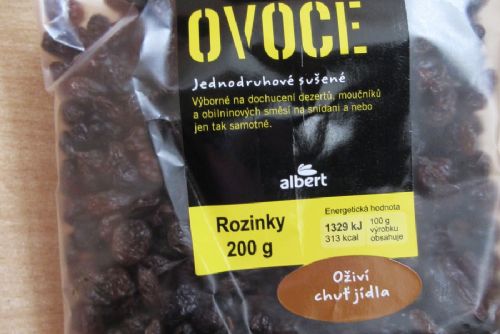 OVOCE
Jednodruhové sušené
Výborné na dochucení dezertů, moučníků
a obilninových směsí na snídani a nebo
jen tak samotné.
albert
Rozinky
200 g
Energetická hodnota
1329 kJ
313 kcal
100 g
výrobku
obsahuje
Oživí
chuť jídla